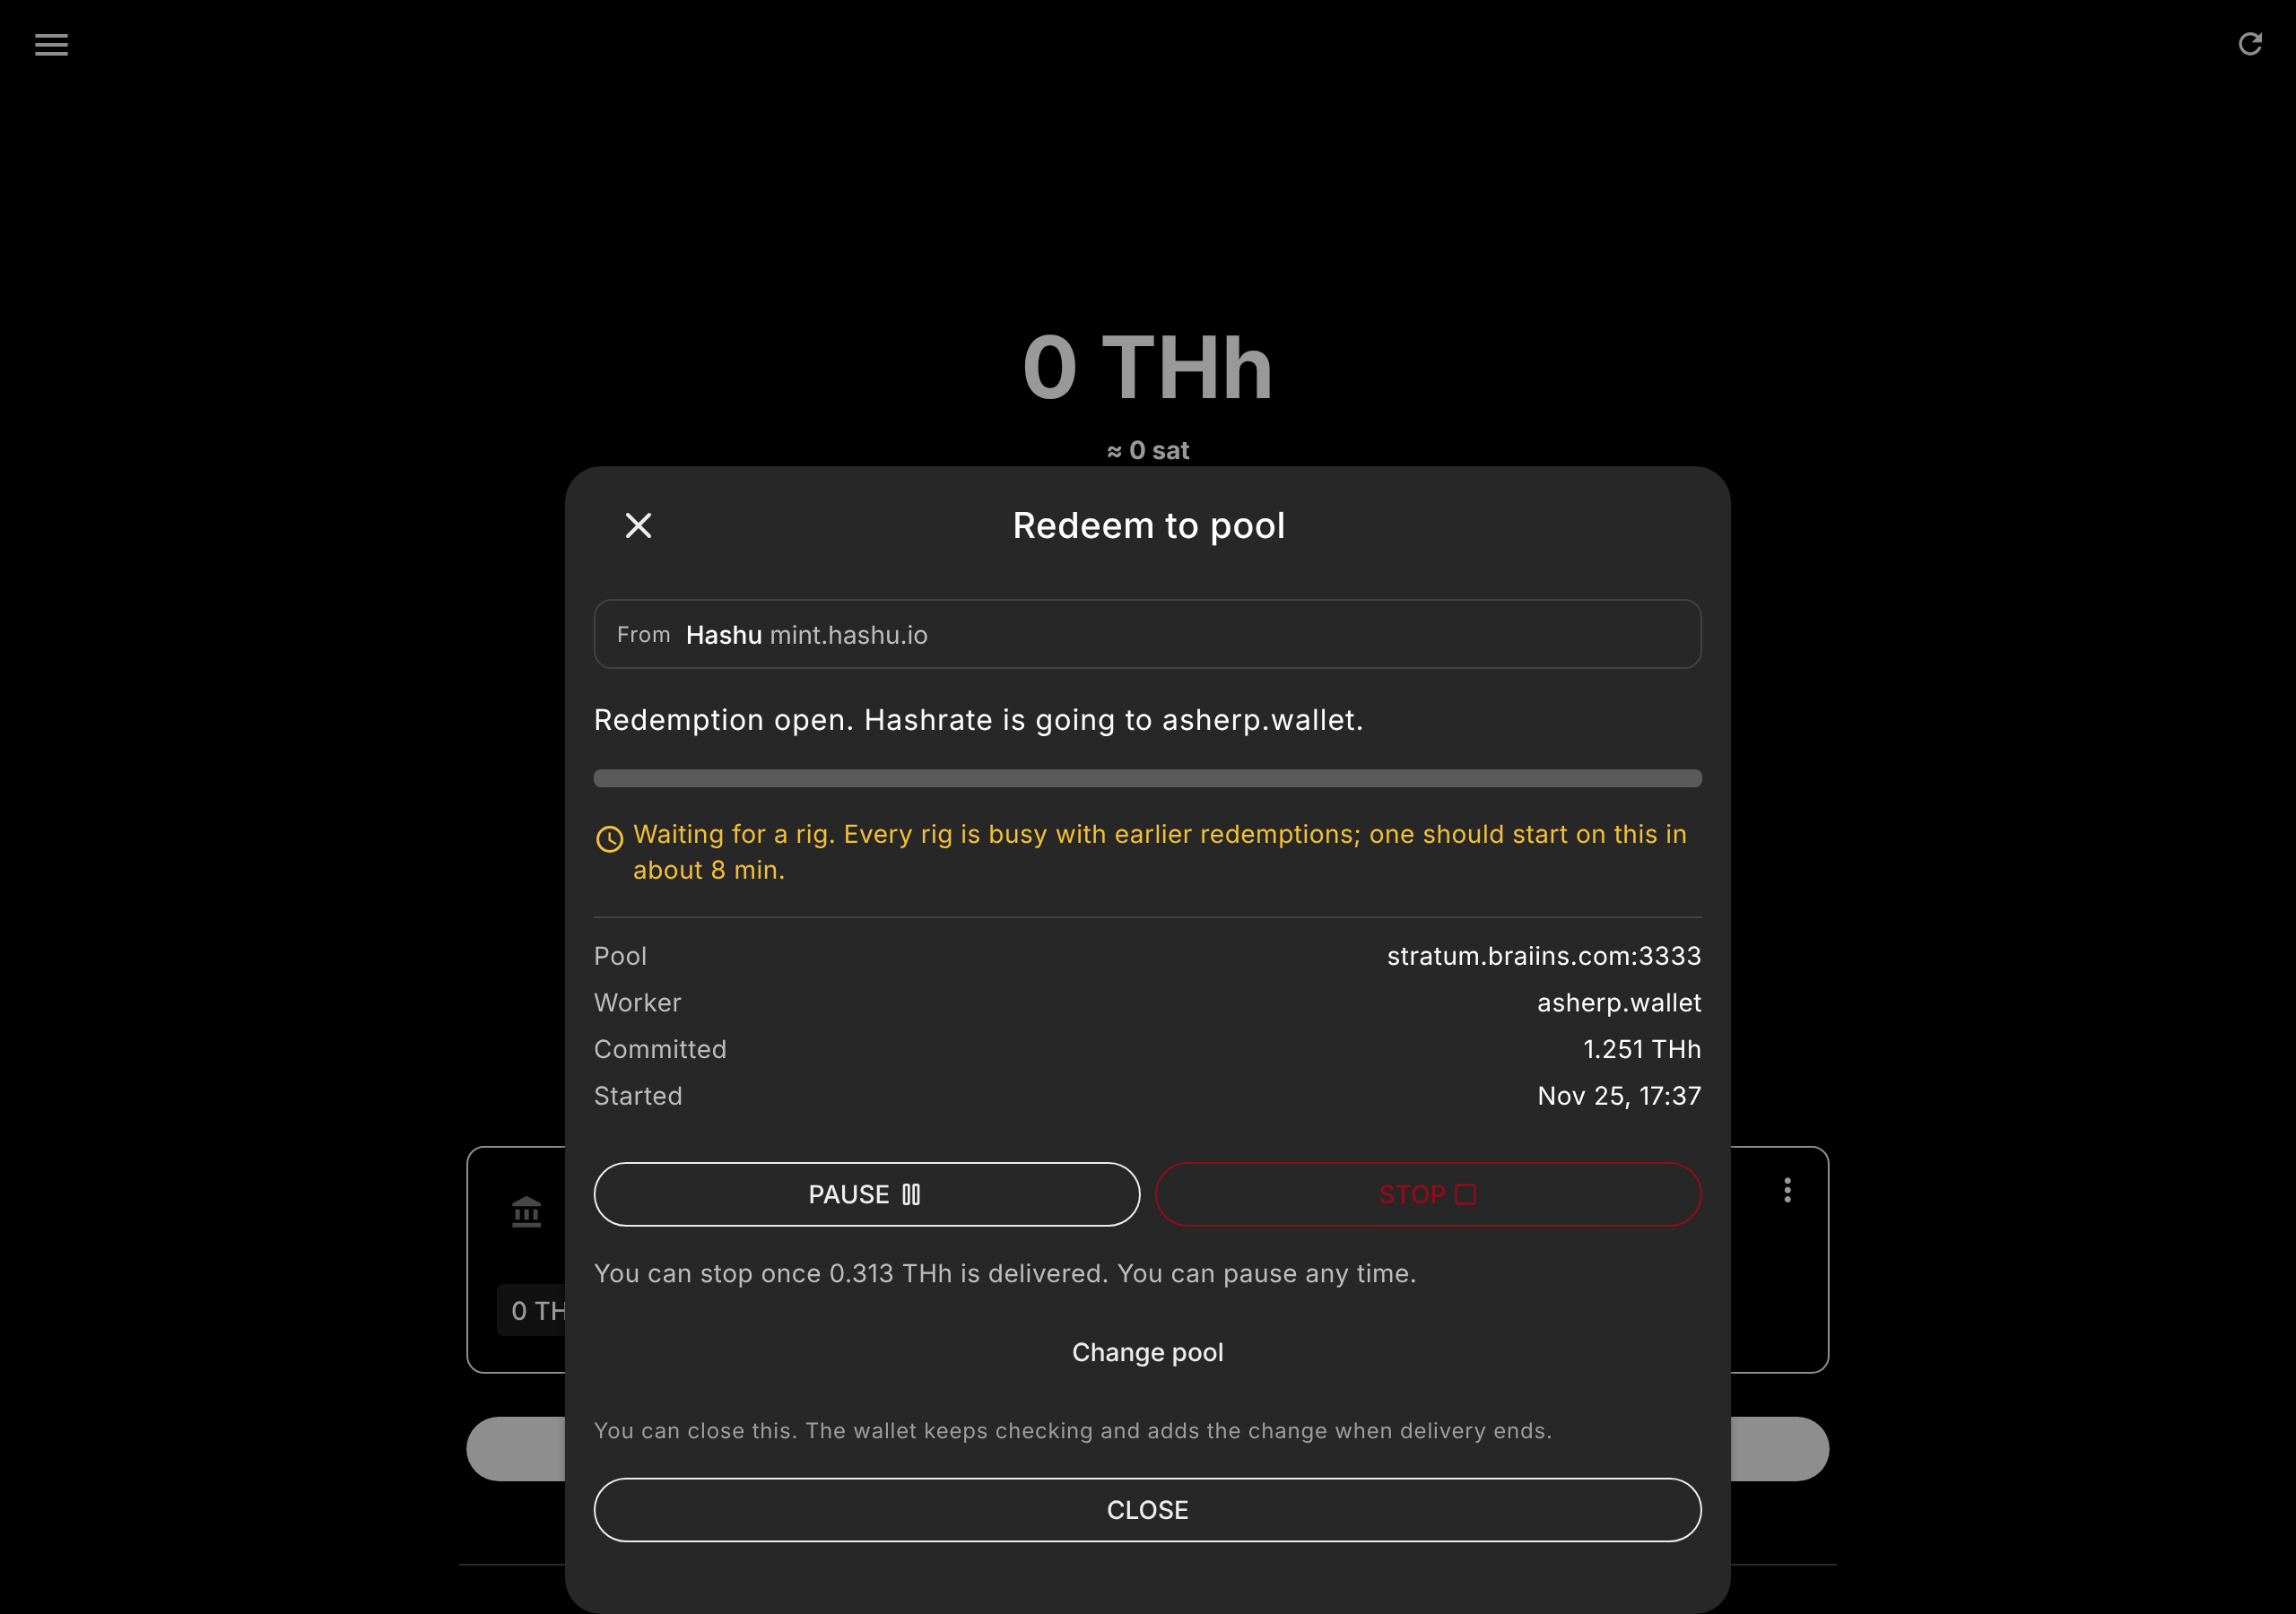 0 THh
≈ 0 sat
Redeem to pool
From Hashu mint.hashu.io
Redemption open. Hashrate is going to asherp.wallet.
Waiting for a rig. Every rig is busy with earlier redemptions; one should start on this in
about 8 min.
Pool stratum.braiins.com:3333
Worker asherp.wallet
Committed 1.251 THh
Started Nov 25, 17:37
PAUSE STOP
You can stop once 0.313 THh is delivered. You can pause any time.
0 TH
Change pool
You can close this. The wallet keeps checking and adds the change when delivery ends.
CLOSE